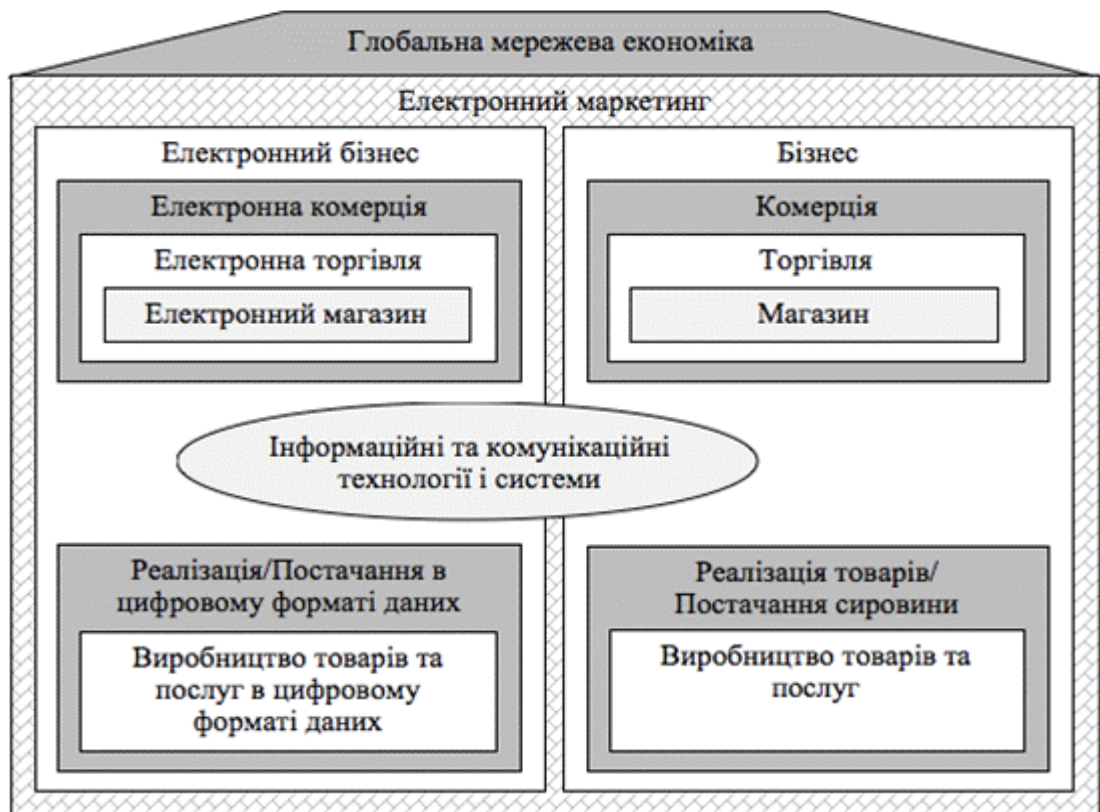 Глобальна мережева економіка
Електронний маркетинг
Електронний бізнес
Електронна комерція
Електронна торгівля
Електронний магазин
Бізнес
Комерція
Торгівля
Магазин
Інформаційні та комунікаційні
технології і системи
Реалізація/Постачання в
цифровому форматі даних
Виробництво товарів та
послуг в цифровому
форматі даних
Реалізація товарів/
Постачання сировини
Виробництво товарів та
послуг